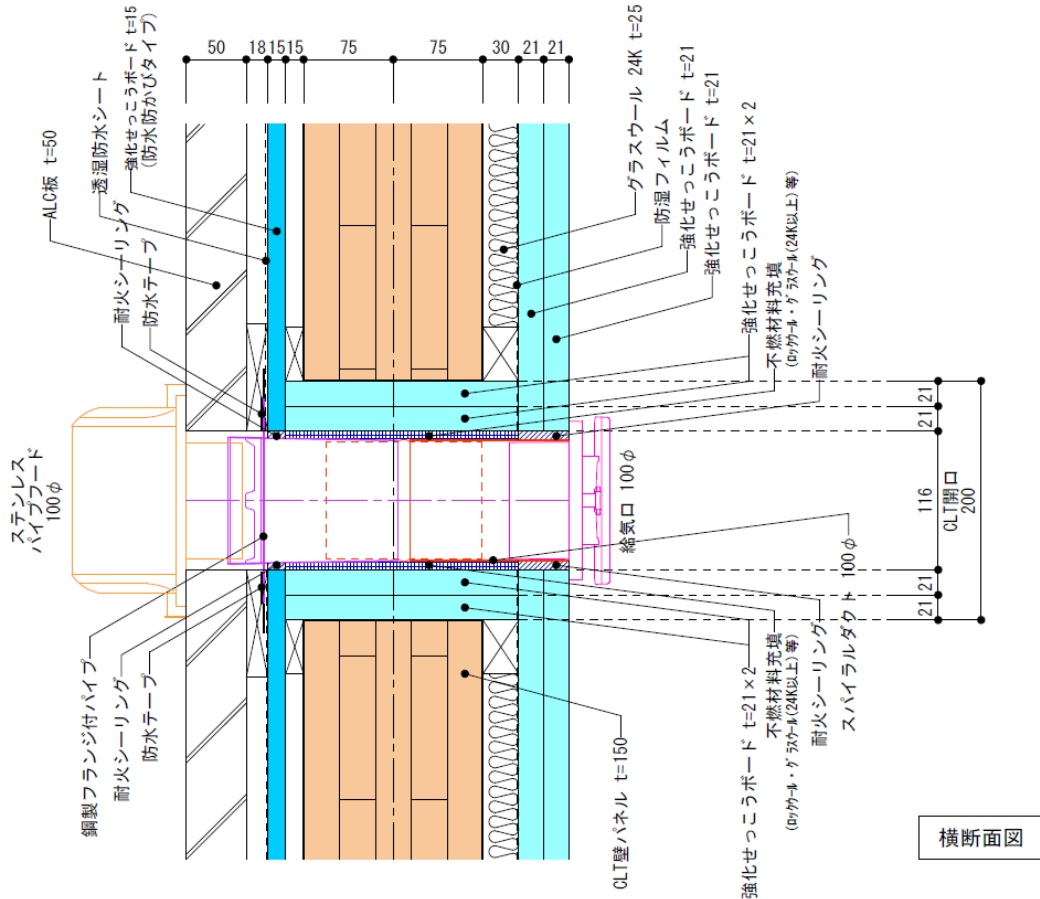 ステンレス
パイプフード
100φ
50
18
15
15
75
75
30
21
21
ALC板 t=50
耐火シーリング
透湿防水シート
防水テープ
強化せっこうボード t=15
(防水防かびタイプ)
グラスウール 24K t=25
防湿フィルム
強化せっこうボード t=21
強化せっこうボード t=21
強化せっこうボード t=21×2
不燃材料充填
(ロックウール・グラスウール(24K以上)等)
耐火シーリング
給気口 100φ
21
21
116
21
21
CLT開口
200
鋼製フランジ付パイプ
耐火シーリング
防水テープ
CLT壁パネル t=150
強化せっこうボード t=21×2
不燃材料充填
(ロックウール・グラスウール(24K以上)等)
耐火シーリング
スパイラルダクト 100φ
横断面図